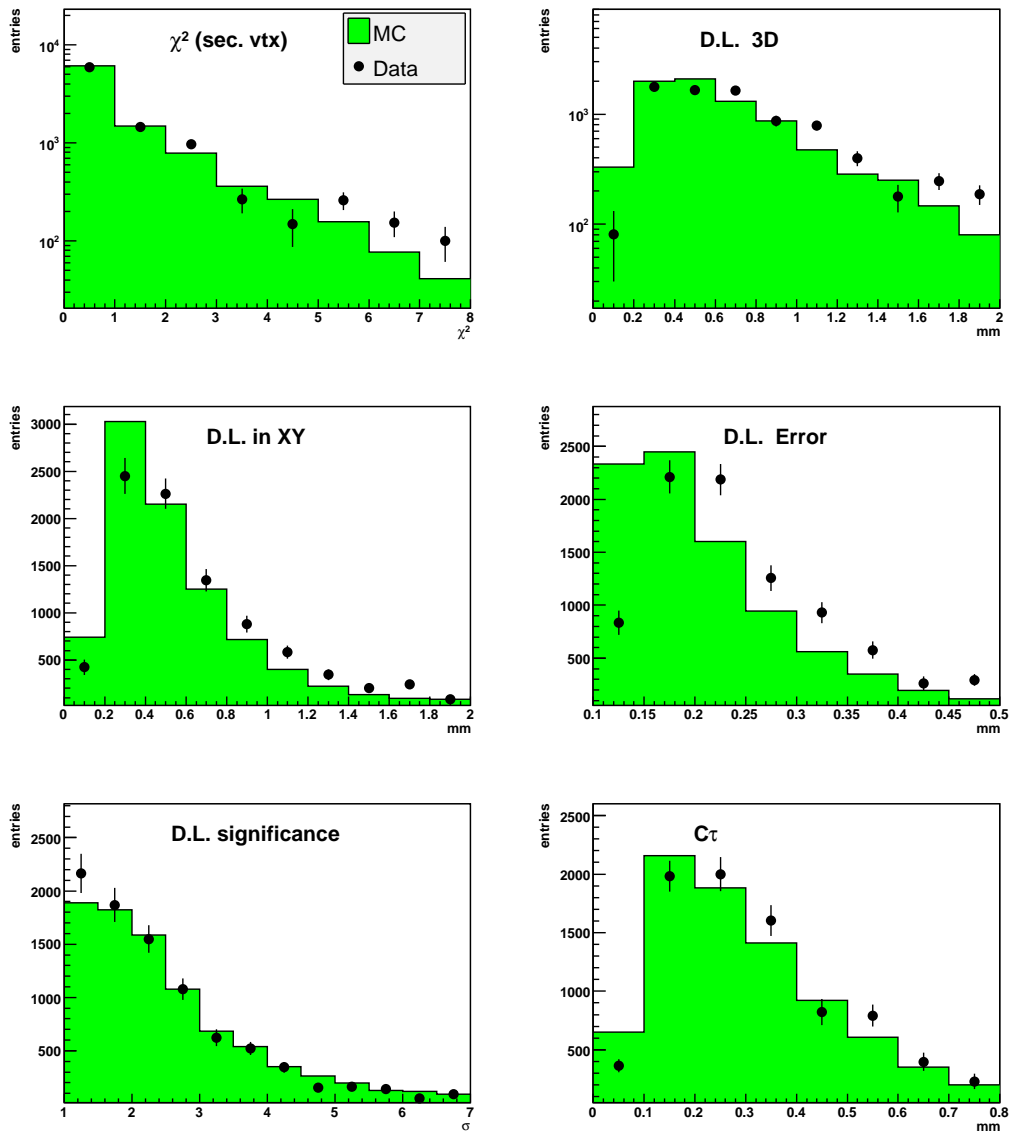 entries
χ² (sec. vtx)
MC
Data
10⁴
10³
10²
0 1 2 3 4 5 6 7 8
χ²
entries
D.L. 3D
10³
10²
0 0.2 0.4 0.6 0.8 1 1.2 1.4 1.6 1.8 2
mm
entries
D.L. in XY
3000
2500
2000
1500
1000
500
0 0.2 0.4 0.6 0.8 1 1.2 1.4 1.6 1.8 2
mm
entries
D.L. Error
2500
2000
1500
1000
500
0.1 0.15 0.2 0.25 0.3 0.35 0.4 0.45 0.5
mm
entries
D.L. significance
2500
2000
1500
1000
500
1 2 3 4 5 6 7
σ
entries
Cτ
2500
2000
1500
1000
500
0 0.1 0.2 0.3 0.4 0.5 0.6 0.7 0.8
mm